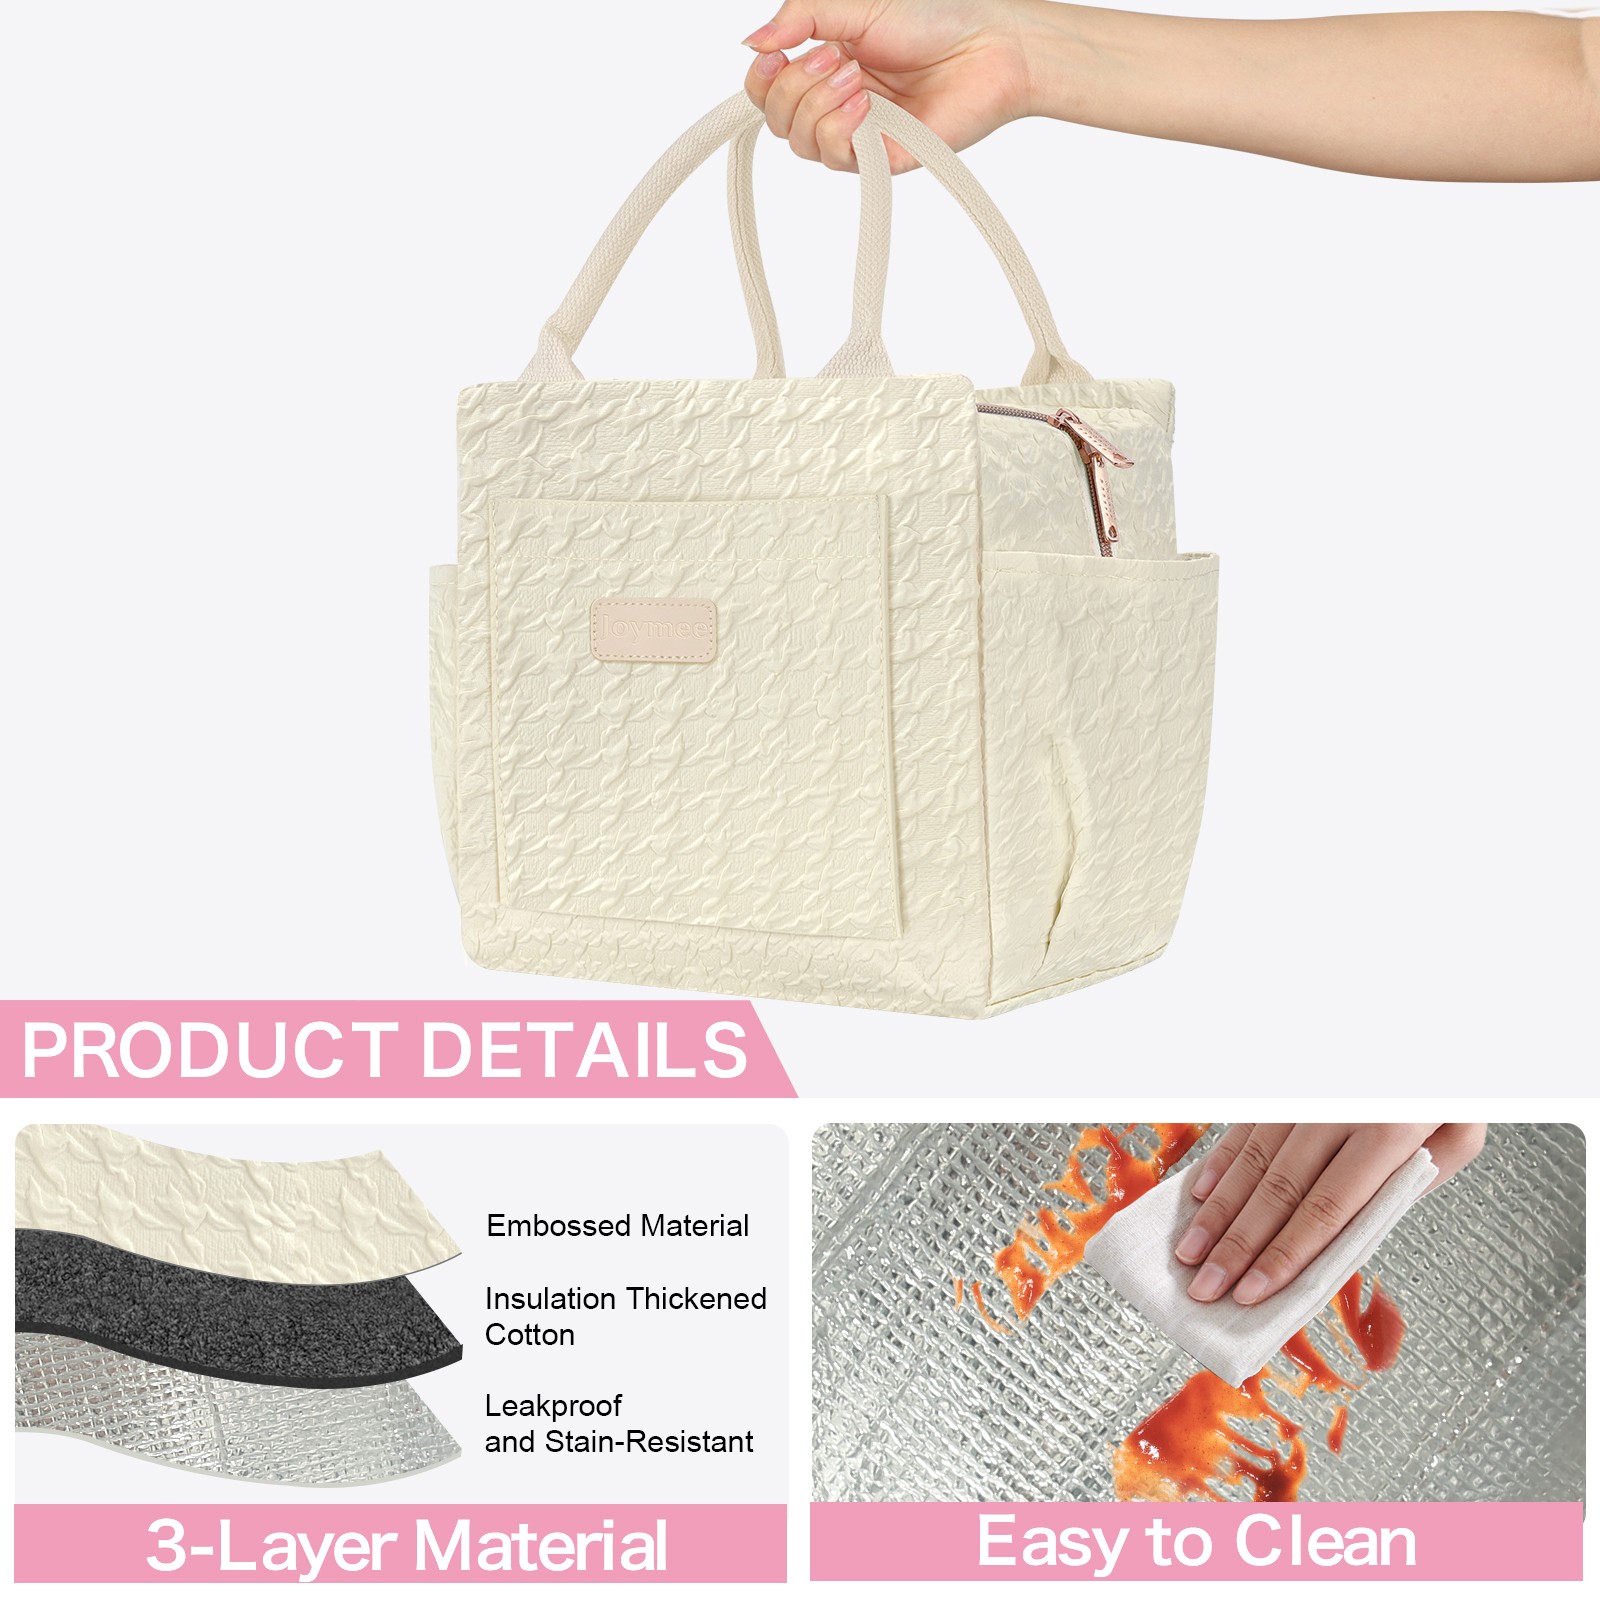 Joymee
PRODUCT DETAILS
Embossed Material
Insulation Thickened
Cotton
Leakproof
and Stain-Resistant
3-Layer Material
Easy to Clean